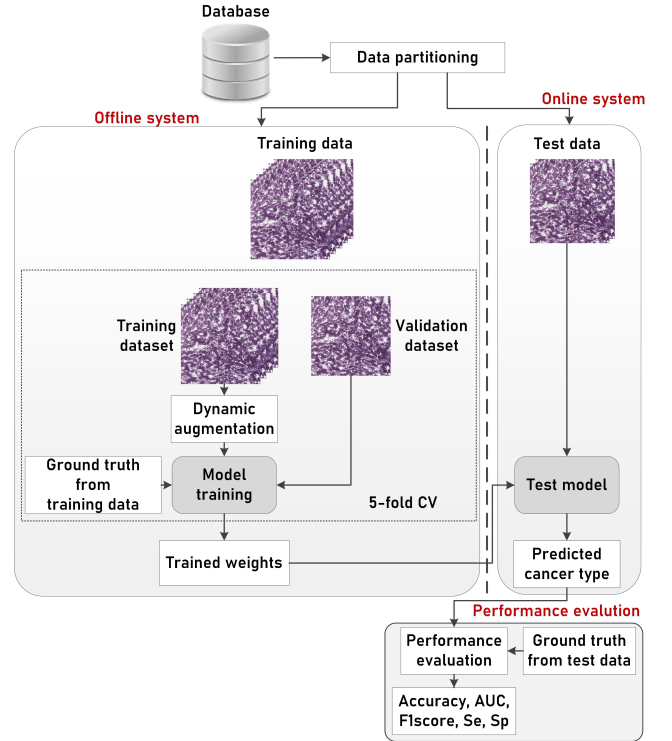 Database
Data partitioning
Offline system
Online system
Training data
Test data
Training
dataset
Validation
dataset
Dynamic
augmentation
Ground truth
from
training data
Model
training
5-fold CV
Test model
Trained weights
Predicted
cancer type
Performance evalution
Performance
evaluation
Ground truth
from test data
Accuracy, AUC,
F1score, Se, Sp